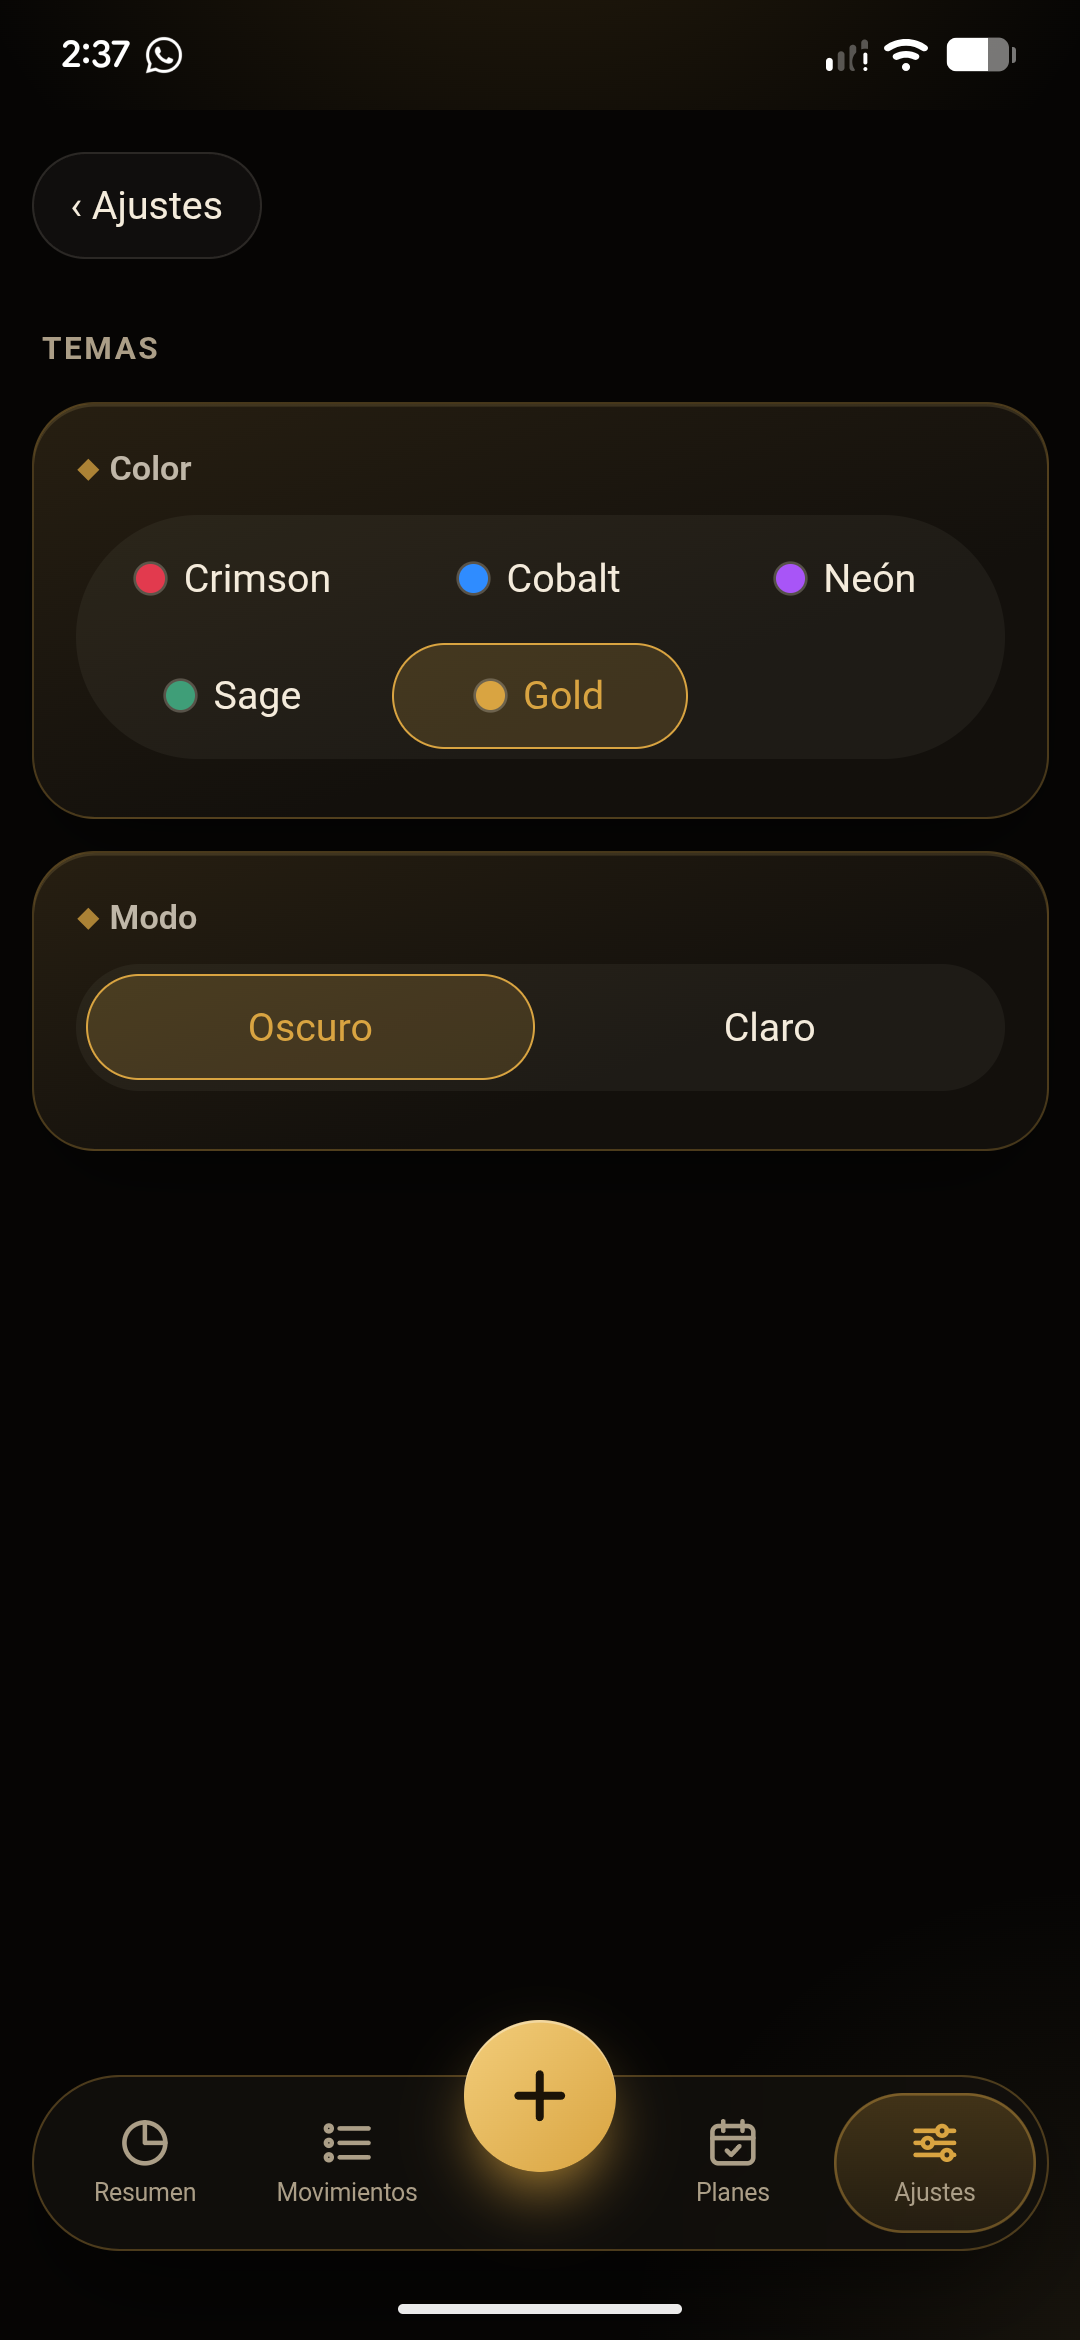 2:37
‹ Ajustes
TEMAS
Color
Crimson Cobalt Neón
Sage Gold
Modo
Oscuro Claro
Resumen Movimientos Planes Ajustes